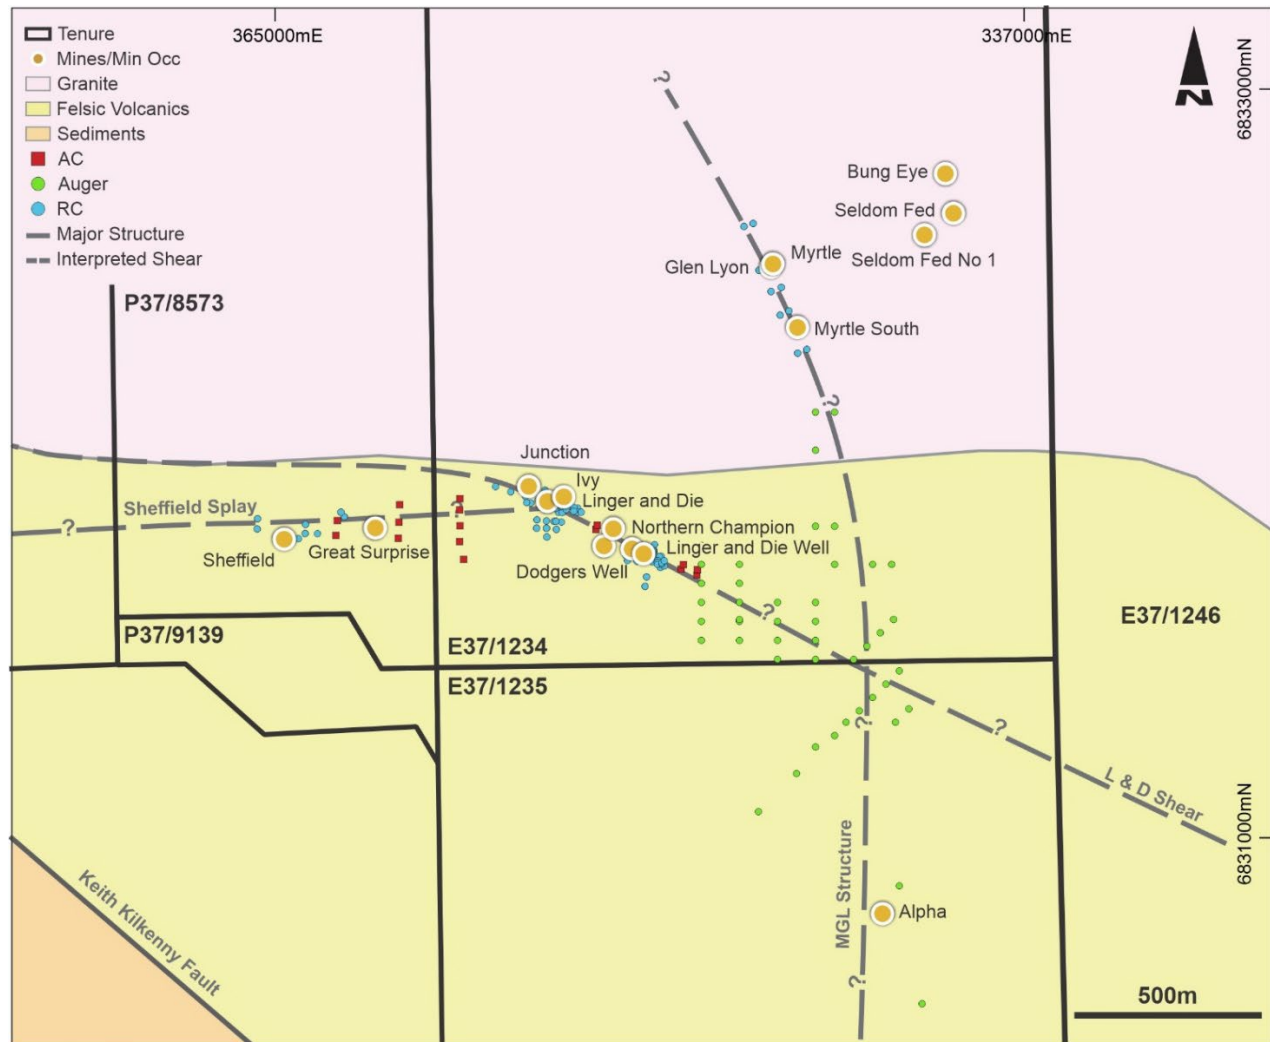 Tenure
Mines/Min Occ
Granite
Felsic Volcanics
Sediments
AC
Auger
RC
Major Structure
Interpreted Shear
365000mE
337000mE
N
6833000mN
?
Bung Eye
Seldom Fed
Seldom Fed No 1
Myrtle
Glen Lyon
Myrtle South
P37/8573
?
Junction
Ivy
Linger and Die
Sheffield Splay
?
?
Northern Champion
Linger and Die Well
Sheffield
Great Surprise
Dodgers Well
?
E37/1246
P37/9139
E37/1234
E37/1235
?
?
L & D Shear
6831000mN
MGL Structure
Keith Kilkenny Fault
Alpha
?
500m